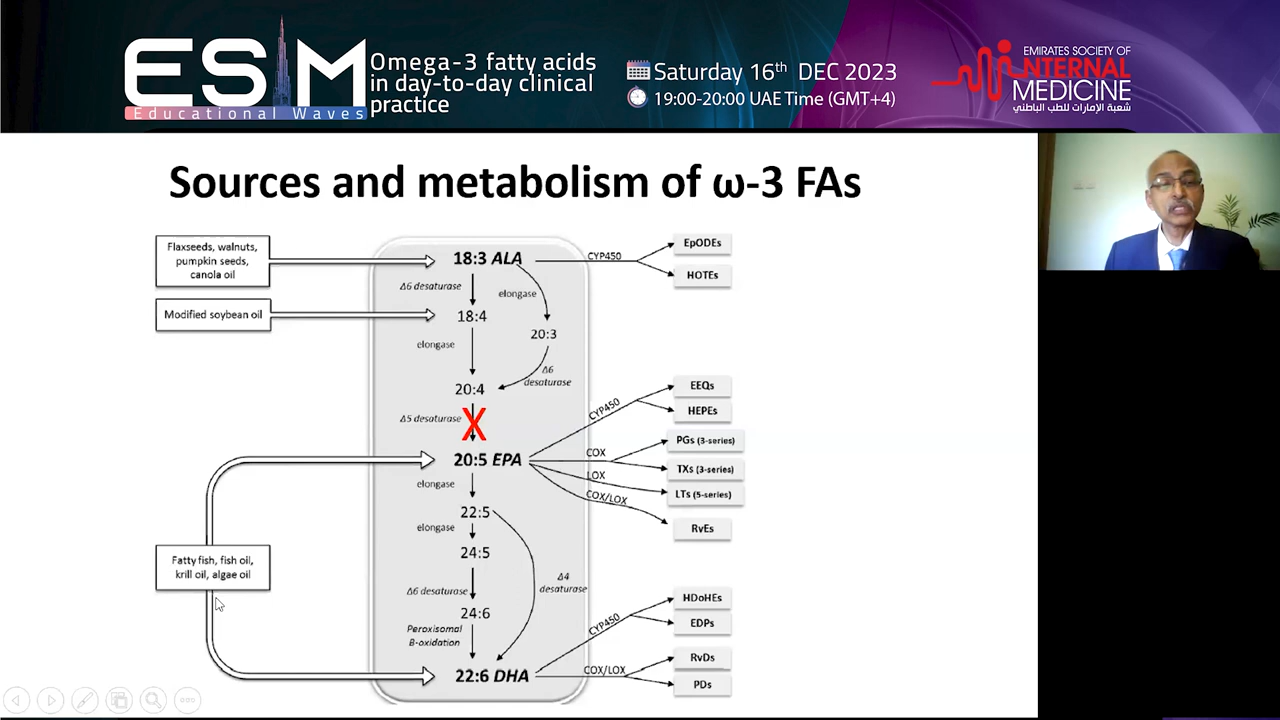 ESIM
Educational Waves
Omega-3 fatty acids
in day-to-day clinical
practice
Saturday 16th DEC 2023
19:00-20:00 UAE Time (GMT+4)
EMIRATES SOCIETY OF
INTERNAL
MEDICINE
شعبة الإمارات للطب الباطني
Sources and metabolism of ω-3 FAs
Flaxseeds, walnuts,
pumpkin seeds,
canola oil
Modified soybean oil
Fatty fish, fish oil,
krill oil, algae oil
18:3 ALA
Δ6 desaturase
elongase
18:4
20:3
elongase
Δ6
desaturase
20:4
Δ5 desaturase
X
20:5 EPA
elongase
22:5
elongase
24:5
Δ6 desaturase
Δ4
desaturase
24:6
Peroxisomal
B-oxidation
22:6 DHA
CYP450
EpODEs
HOTEs
CYP450
EEQs
HEPEs
COX
PGs (3-series)
TXs (3-series)
LOX
LTs (5-series)
COX/LOX
RvEs
CYP450
HDoHEs
EDPs
COX/LOX
RvDs
PDs